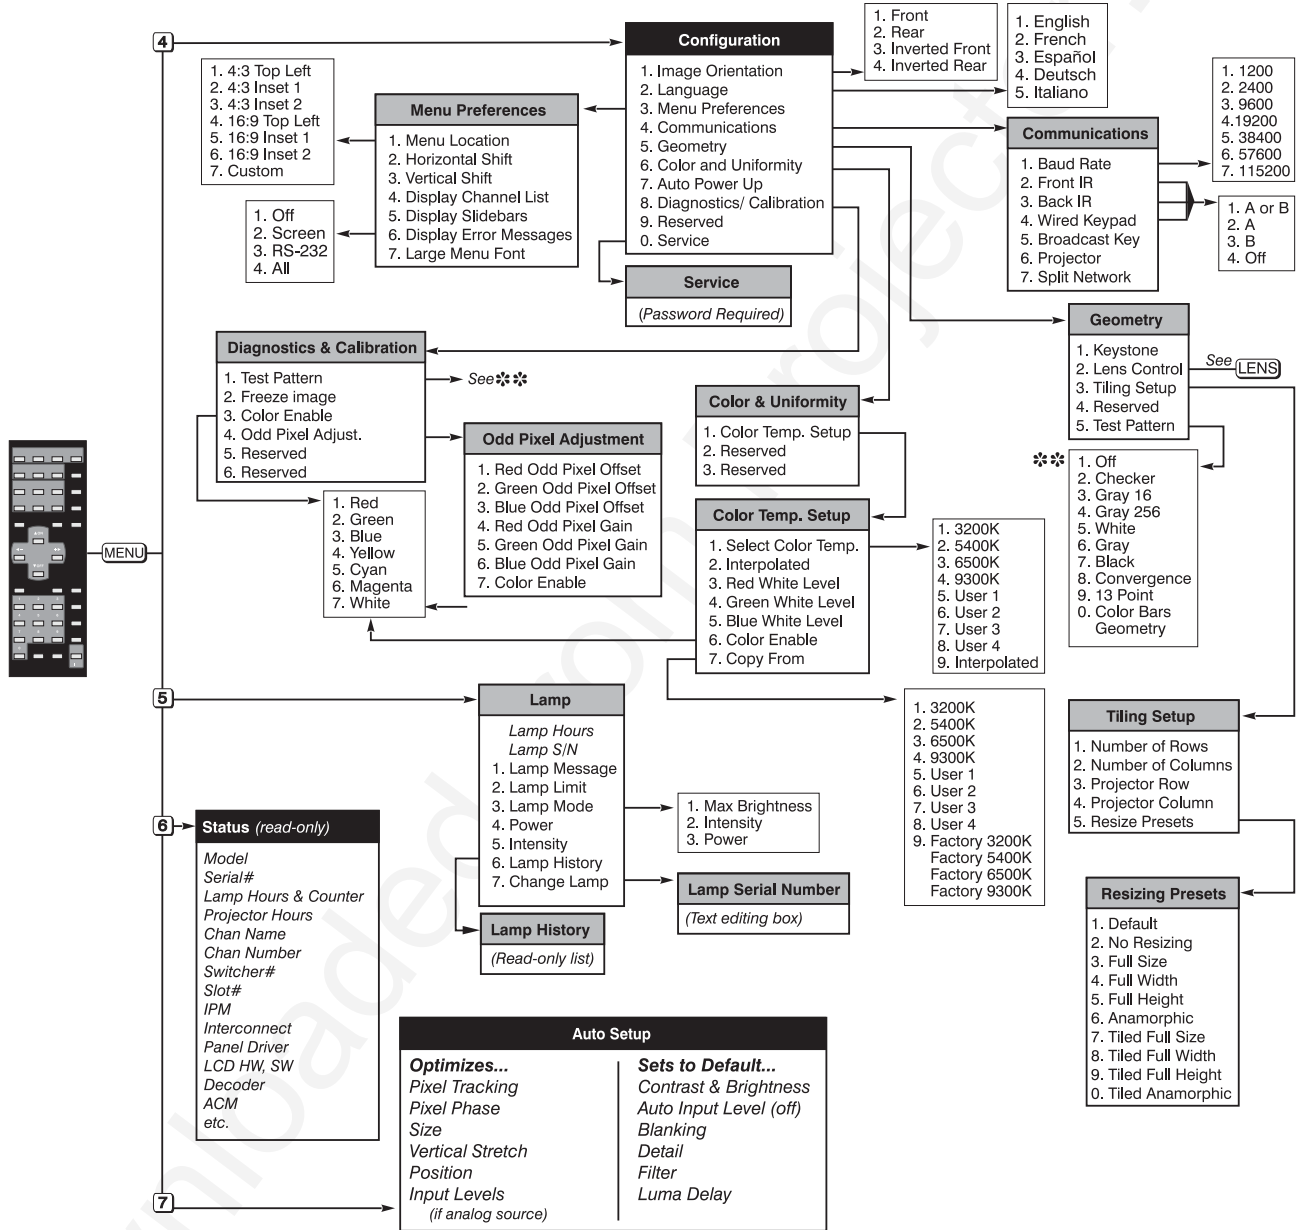 4
Configuration
1. Image Orientation
2. Language
3. Menu Preferences
4. Communications
5. Geometry
6. Color and Uniformity
7. Auto Power Up
8. Diagnostics/ Calibration
9. Reserved
0. Service
1. Front
2. Rear
3. Inverted Front
4. Inverted Rear
1. English
2. French
3. Español
4. Deutsch
5. Italiano
1. 4:3 Top Left
2. 4:3 Inset 1
3. 4:3 Inset 2
4. 16:9 Top Left
5. 16:9 Inset 1
6. 16:9 Inset 2
7. Custom
Menu Preferences
1. Menu Location
2. Horizontal Shift
3. Vertical Shift
4. Display Channel List
5. Display Slidebars
6. Display Error Messages
7. Large Menu Font
1. Off
2. Screen
3. RS-232
4. All
Communications
1. Baud Rate
2. Front IR
3. Back IR
4. Wired Keypad
5. Broadcast Key
6. Projector
7. Split Network
1. 1200
2. 2400
3. 9600
4.19200
5. 38400
6. 57600
7. 115200
1. A or B
2. A
3. B
4. Off
Service
(Password Required)
Geometry
1. Keystone
2. Lens Control
3. Tiling Setup
4. Reserved
5. Test Pattern
See
LENS
Diagnostics & Calibration
1. Test Pattern
2. Freeze image
3. Color Enable
4. Odd Pixel Adjust.
5. Reserved
6. Reserved
See✻✻
Color & Uniformity
1. Color Temp. Setup
2. Reserved
3. Reserved
Odd Pixel Adjustment
1. Red Odd Pixel Offset
2. Green Odd Pixel Offset
3. Blue Odd Pixel Offset
4. Red Odd Pixel Gain
5. Green Odd Pixel Gain
6. Blue Odd Pixel Gain
7. Color Enable
✻✻
1. Off
2. Checker
3. Gray 16
4. Gray 256
5. White
6. Gray
7. Black
8. Convergence
9. 13 Point
0. Color Bars
Geometry
1. Red
2. Green
3. Blue
4. Yellow
5. Cyan
6. Magenta
7. White
Color Temp. Setup
1. Select Color Temp.
2. Interpolated
3. Red White Level
4. Green White Level
5. Blue White Level
6. Color Enable
7. Copy From
1. 3200K
2. 5400K
3. 6500K
4. 9300K
5. User 1
6. User 2
7. User 3
8. User 4
9. Interpolated
MENU
5
Lamp
Lamp Hours
Lamp S/N
1. Lamp Message
2. Lamp Limit
3. Lamp Mode
4. Power
5. Intensity
6. Lamp History
7. Change Lamp
1. Max Brightness
2. Intensity
3. Power
1. 3200K
2. 5400K
3. 6500K
4. 9300K
5. User 1
6. User 2
7. User 3
8. User 4
9. Factory 3200K
Factory 5400K
Factory 6500K
Factory 9300K
Tiling Setup
1. Number of Rows
2. Number of Columns
3. Projector Row
4. Projector Column
5. Resize Presets
Lamp Serial Number
(Text editing box)
Lamp History
(Read-only list)
Resizing Presets
1. Default
2. No Resizing
3. Full Size
4. Full Width
5. Full Height
6. Anamorphic
7. Tiled Full Size
8. Tiled Full Width
9. Tiled Full Height
0. Tiled Anamorphic
6
Status (read-only)
Model
Serial#
Lamp Hours & Counter
Projector Hours
Chan Name
Chan Number
Switcher#
Slot#
IPM
Interconnect
Panel Driver
LCD HW, SW
Decoder
ACM
etc.
7
Auto Setup
Optimizes...
Pixel Tracking
Pixel Phase
Size
Vertical Stretch
Position
Input Levels
(if analog source)
Sets to Default...
Contrast & Brightness
Auto Input Level (off)
Blanking
Detail
Filter
Luma Delay